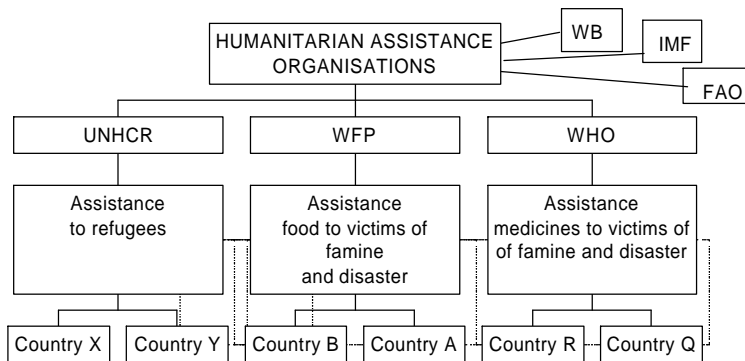 HUMANITARIAN ASSISTANCE
ORGANISATIONS
WB
IMF
FAO
UNHCR
WFP
WHO
Assistance
to refugees
Assistance
food to victims of
famine
and disaster
Assistance
medicines to victims of
of famine and disaster
Country X
Country Y
Country B
Country A
Country R
Country Q